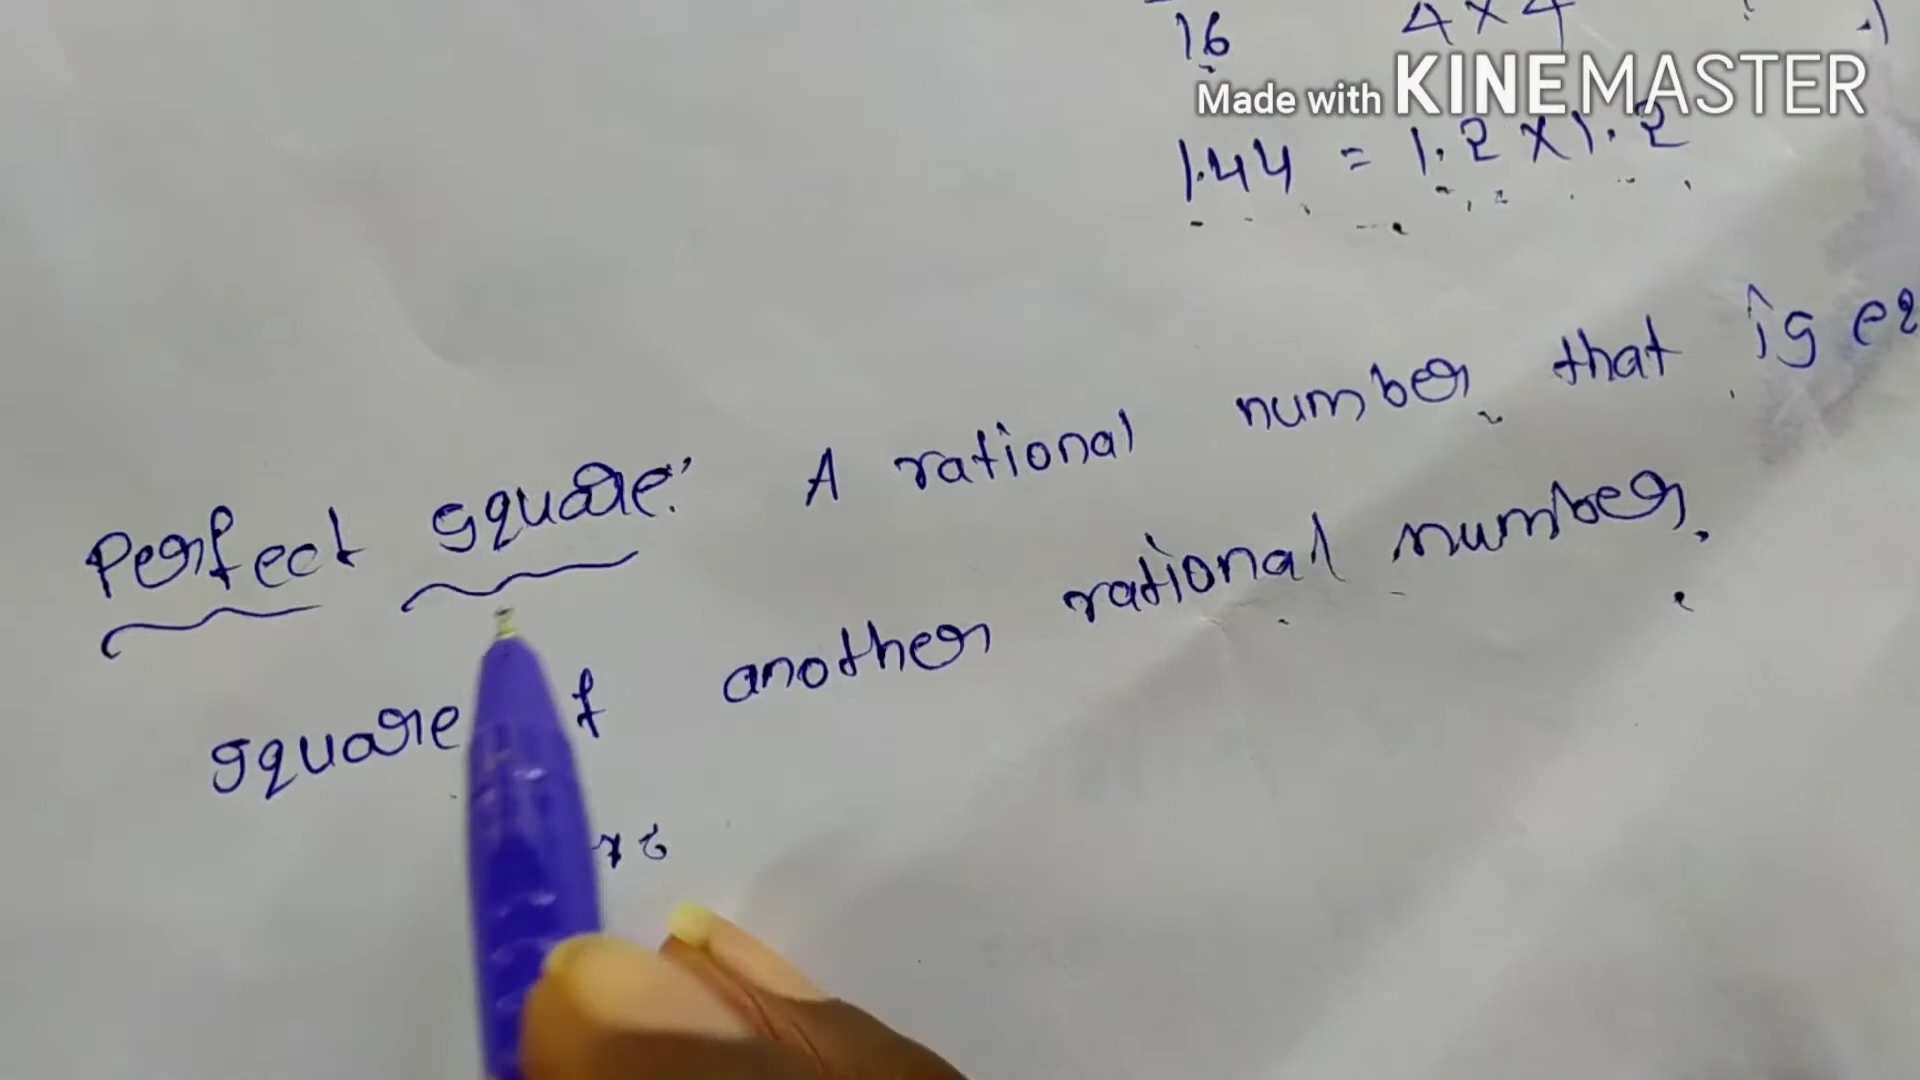 16 4×4
Made with KINEMASTER
1.44 = 1.2×1.2
Perfect square: A rational number that is
square another rational number.